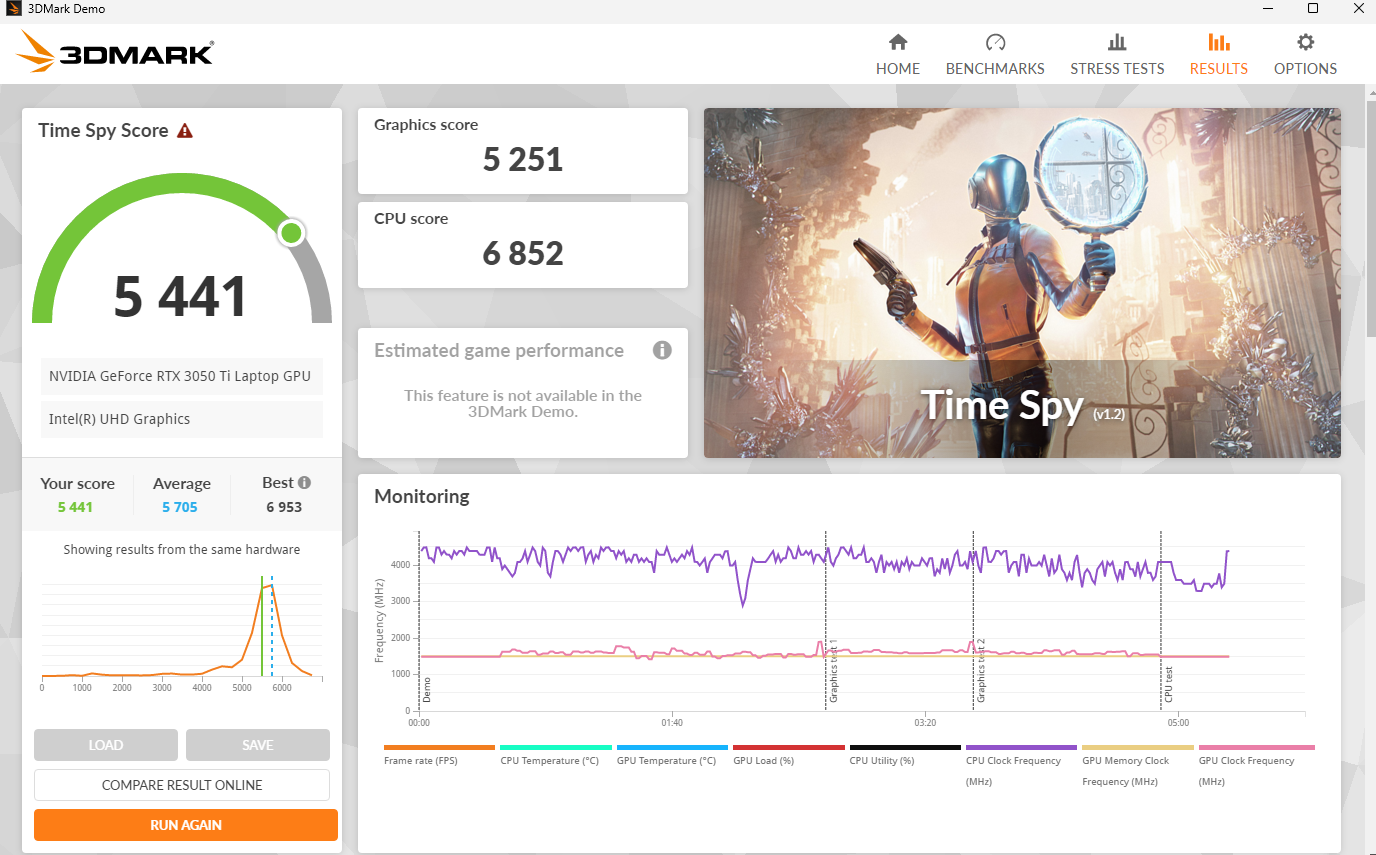 3DMark Demo
3DMARK®
HOME
BENCHMARKS
STRESS TESTS
RESULTS
OPTIONS
Time Spy Score
5 441
NVIDIA GeForce RTX 3050 Ti Laptop GPU
Intel(R) UHD Graphics
Your score
5 441
Average
5 705
Best
6 953
Showing results from the same hardware
0 1000 2000 3000 4000 5000 6000
LOAD
SAVE
COMPARE RESULT ONLINE
RUN AGAIN
Graphics score
5 251
CPU score
6 852
Estimated game performance
This feature is not available in the
3DMark Demo.
Time Spy (v1.2)
Monitoring
Frequency (MHz)
4000
3000
2000
1000
0
Demo
Graphics test 1
Graphics test 2
CPU test
00:00 01:40 03:20 05:00
Frame rate (FPS)
CPU Temperature (°C)
GPU Temperature (°C)
GPU Load (%)
CPU Utility (%)
CPU Clock Frequency
(MHz)
GPU Memory Clock
Frequency (MHz)
GPU Clock Frequency
(MHz)